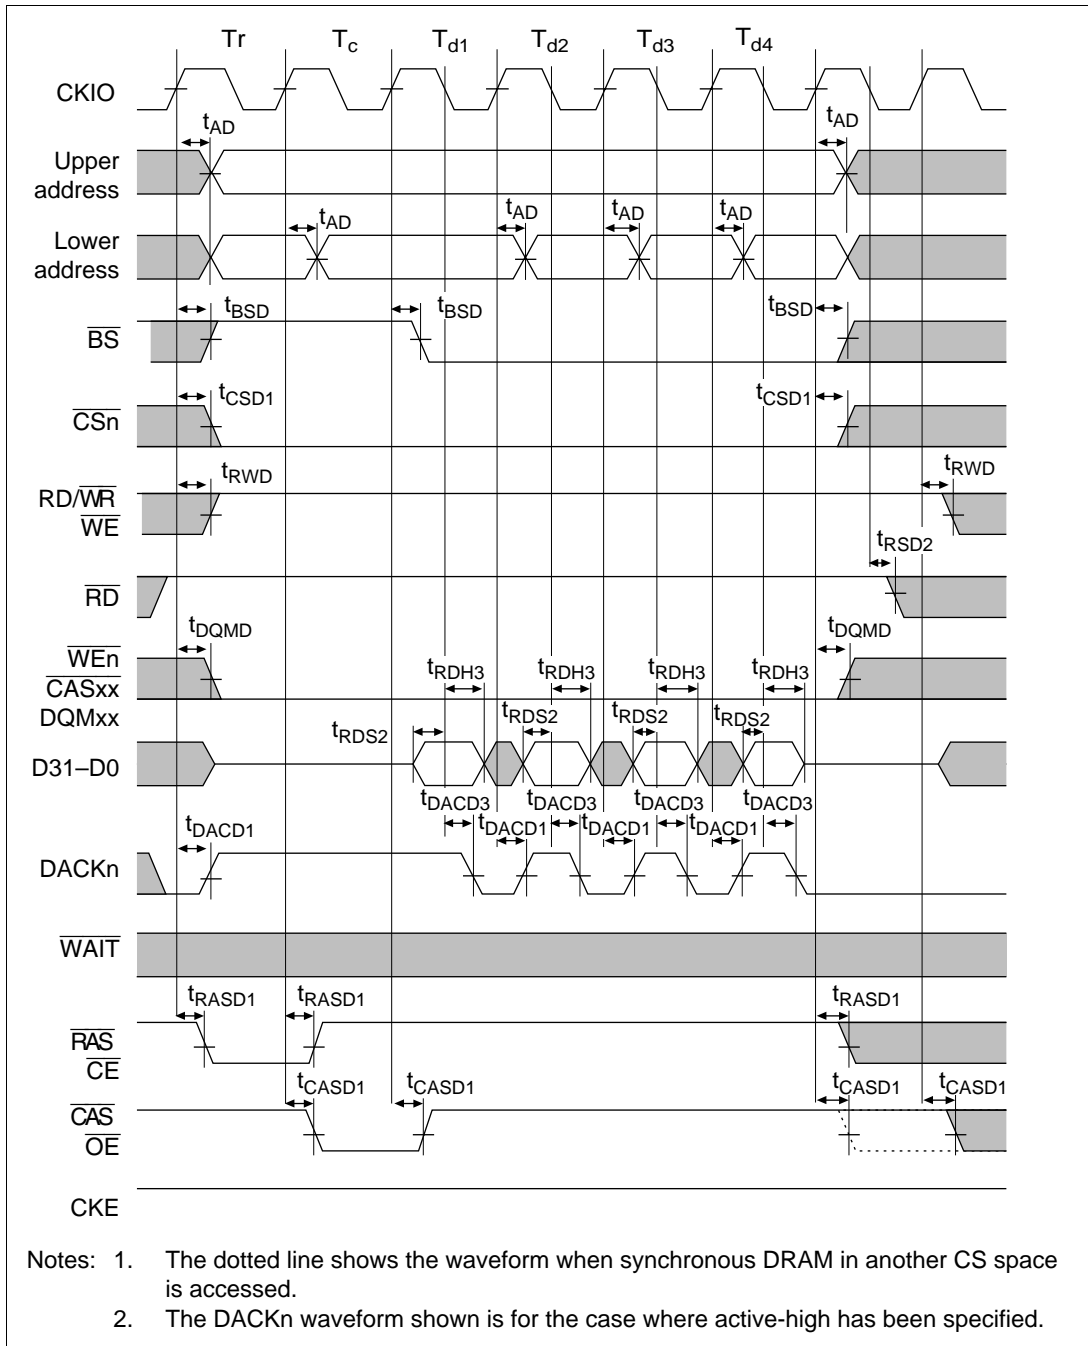 Tr Tc Td1 Td2 Td3 Td4
CKIO
tAD tAD
Upper
address
tAD tAD tAD tAD
Lower
address
tBSD tBSD tBSD
BS
tCSD1 tCSD1
CSn
tRWD tRWD
RD/WR
WE
tRSD2
RD
tDQMD tDQMD
WEn
CASxx
DQMxx
tRDH3 tRDH3 tRDH3 tRDH3
tRDS2 tRDS2 tRDS2 tRDS2
D31–D0
tDACD3 tDACD3 tDACD3 tDACD3
tDACD1 tDACD1 tDACD1 tDACD1
DACKn
WAIT
tRASD1 tRASD1 tRASD1
RAS
CE
tCASD1 tCASD1 tCASD1 tCASD1
CAS
OE
CKE
Notes: 1. The dotted line shows the waveform when synchronous DRAM in another CS space
is accessed.
2. The DACKn waveform shown is for the case where active-high has been specified.